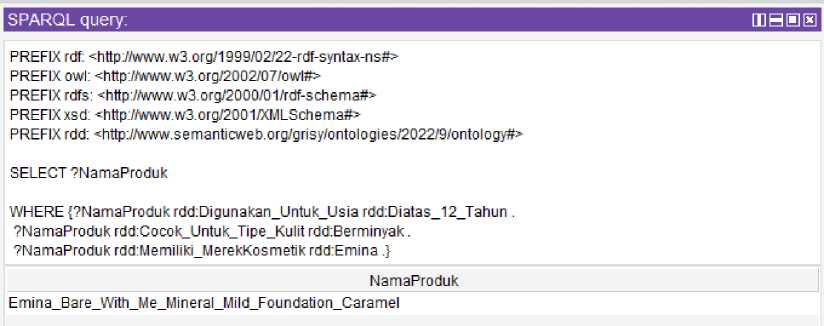 SPARQL query:
PREFIX rdf: <http://www.w3.org/1999/02/22-rdf-syntax-ns#>
PREFIX owl: <http://www.w3.org/2002/07/owl#>
PREFIX rdfs: <http://www.w3.org/2000/01/rdf-schema#>
PREFIX xsd: <http://www.w3.org/2001/XMLSchema#>
PREFIX rdd: <http://www.semanticweb.org/grisy/ontologies/2022/9/ontology#>
SELECT ?NamaProduk
WHERE {?NamaProduk rdd:Digunakan_Untuk_Usia rdd:Diatas_12_Tahun .
?NamaProduk rdd:Cocok_Untuk_Tipe_Kulit rdd:Berminyak .
?NamaProduk rdd:Memiliki_MerekKosmetik rdd:Emina .}
NamaProduk
Emina_Bare_With_Me_Mineral_Mild_Foundation_Caramel